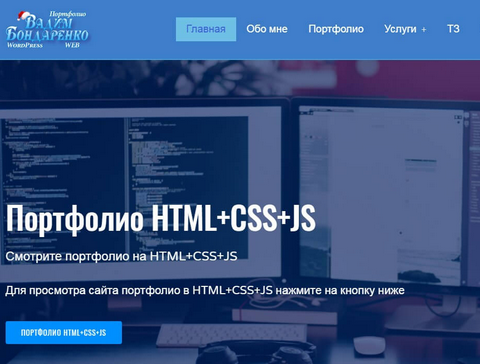 Портфолио
Вадим
Бондаренко
WordPress WEB
Главная Обо мне Портфолио Услуги + ТЗ
Портфолио HTML+CSS+JS
Смотрите портфолио на HTML+CSS+JS
Для просмотра сайта портфолио в HTML+CSS+JS нажмите на кнопку ниже
ПОРТФОЛИО HTML+CSS+JS